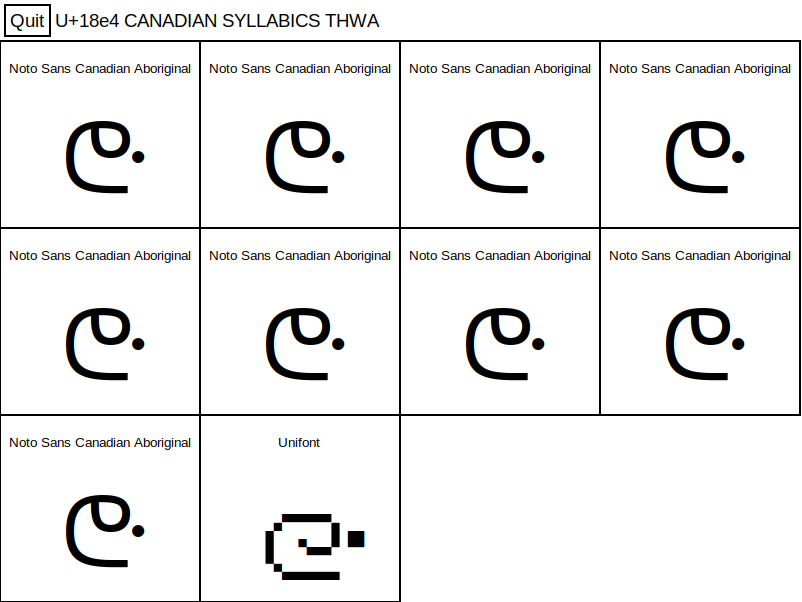 Quit U+18e4 CANADIAN SYLLABICS THWA
Noto Sans Canadian Aboriginal Noto Sans Canadian Aboriginal Noto Sans Canadian Aboriginal Noto Sans Canadian Aboriginal
ᣤ ᣤ ᣤ ᣤ
Noto Sans Canadian Aboriginal Noto Sans Canadian Aboriginal Noto Sans Canadian Aboriginal Noto Sans Canadian Aboriginal
ᣤ ᣤ ᣤ ᣤ
Noto Sans Canadian Aboriginal Unifont
ᣤ ᣤ